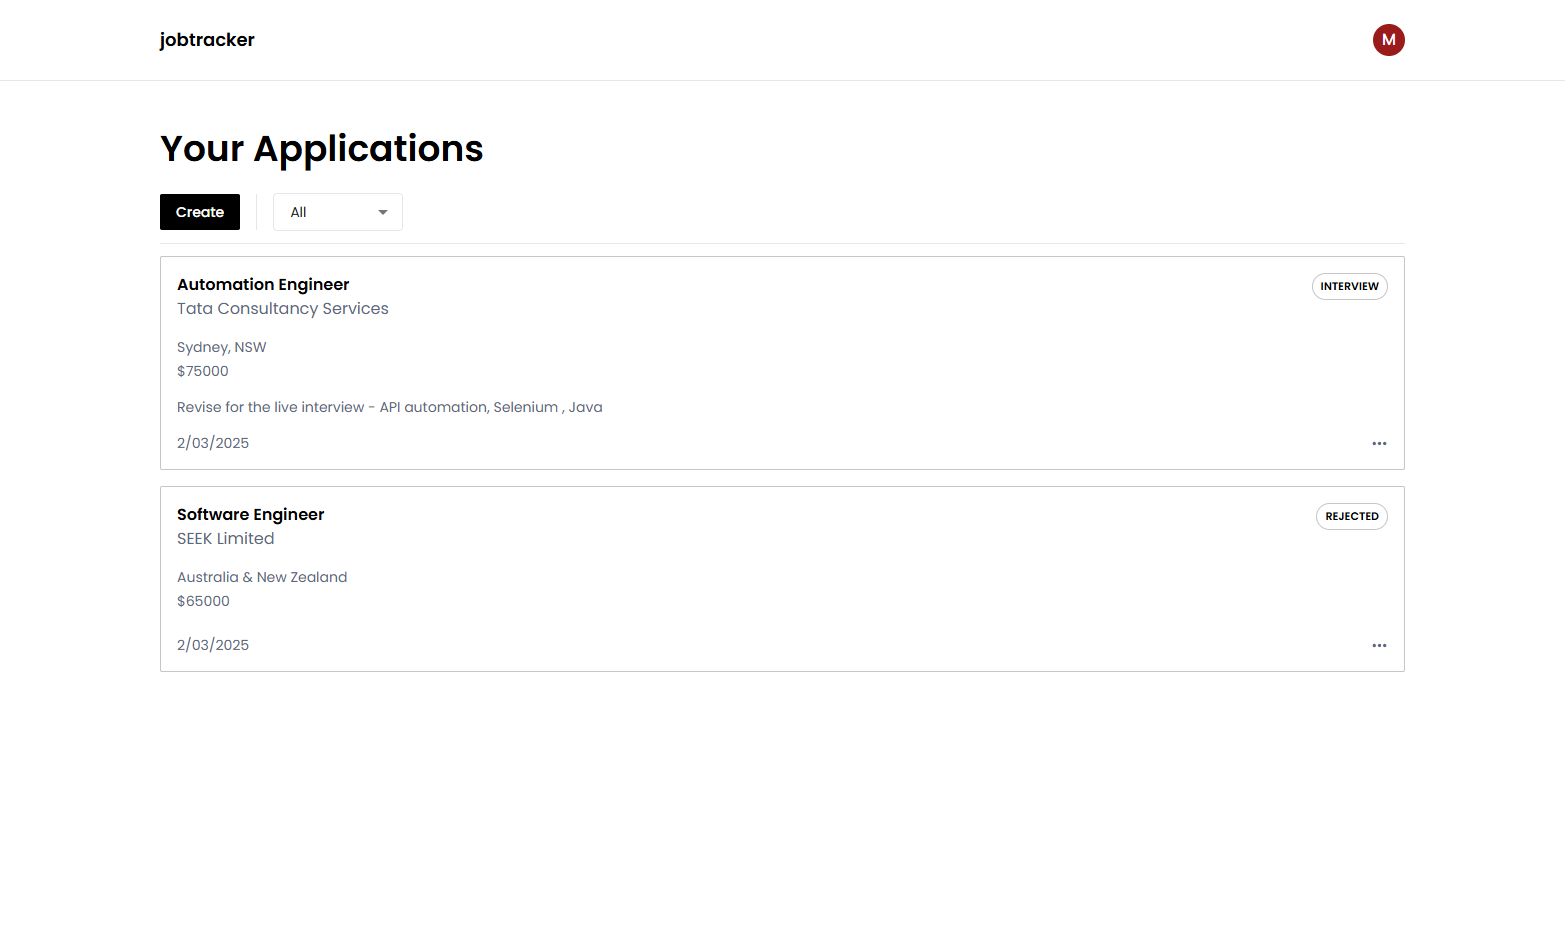 jobtracker
M
Your Applications
Create
All
Automation Engineer
INTERVIEW
Tata Consultancy Services
Sydney, NSW
$75000
Revise for the live interview - API automation, Selenium , Java
2/03/2025
Software Engineer
REJECTED
SEEK Limited
Australia & New Zealand
$65000
2/03/2025